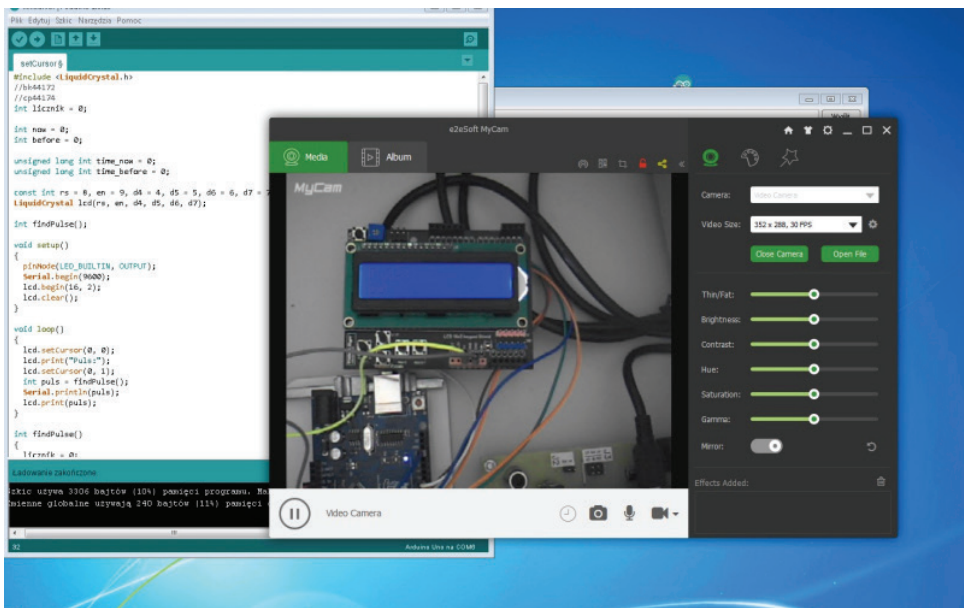 Plik Edytuj Szkic Narzędzia Pomoc
setCursor§
#include <LiquidCrystal.h>
//bh44172
//cp44174
int licznik = 0;
int now = 0;
int before = 0;
unsigned long int time_now = 0;
unsigned long int time_before = 0;
const int rs = 8, en = 9, d4 = 4, d5 = 5, d6 = 6, d7 = 7
LiquidCrystal lcd(rs, en, d4, d5, d6, d7);
int findPulse();
void setup()
{
pinMode(LED_BUILTIN, OUTPUT);
Serial.begin(9600);
lcd.begin(16, 2);
lcd.clear();
}
void loop()
{
lcd.setCursor(0, 0);
lcd.print("Puls:");
lcd.setCursor(0, 1);
int puls = findPulse();
Serial.println(puls);
lcd.print(puls);
}
int findPulse()
{
licznik = 0;
Ładowanie zakończone
Szkic używa 3306 bajtów (10%) pamięci programu.
zmienne globalne używają 240 bajtów (11%) pamięci
32
Arduino Uno na COM8
Wyślij
e2eSoft MyCam
Media
Album
MyCam
Video Camera
Camera:
Video Camera
Video Size:
352 x 288, 30 FPS
Close Camera
Open File
Thin/Fat:
Brightness:
Contrast:
Hue:
Saturation:
Gamma:
Mirror:
Effects Added: